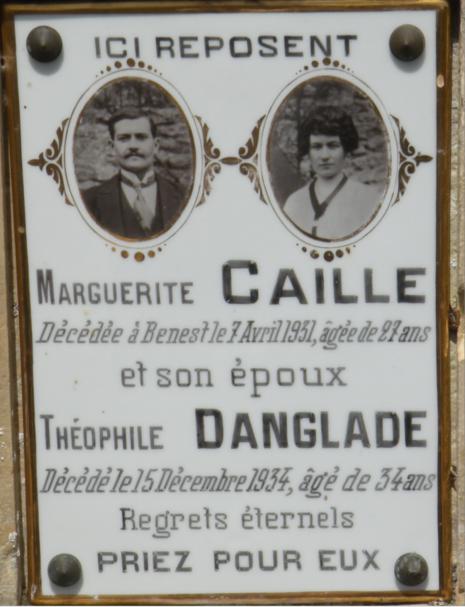 ICI REPOSENT
MARGUERITE CAILLE
Décédée à Benest le 7 Avril 1931, âgée de 27 ans
et son époux
THÉOPHILE DANGLADE
Décédé le 15 Décembre 1934, âgé de 34 ans
Regrets éternels
PRIEZ POUR EUX